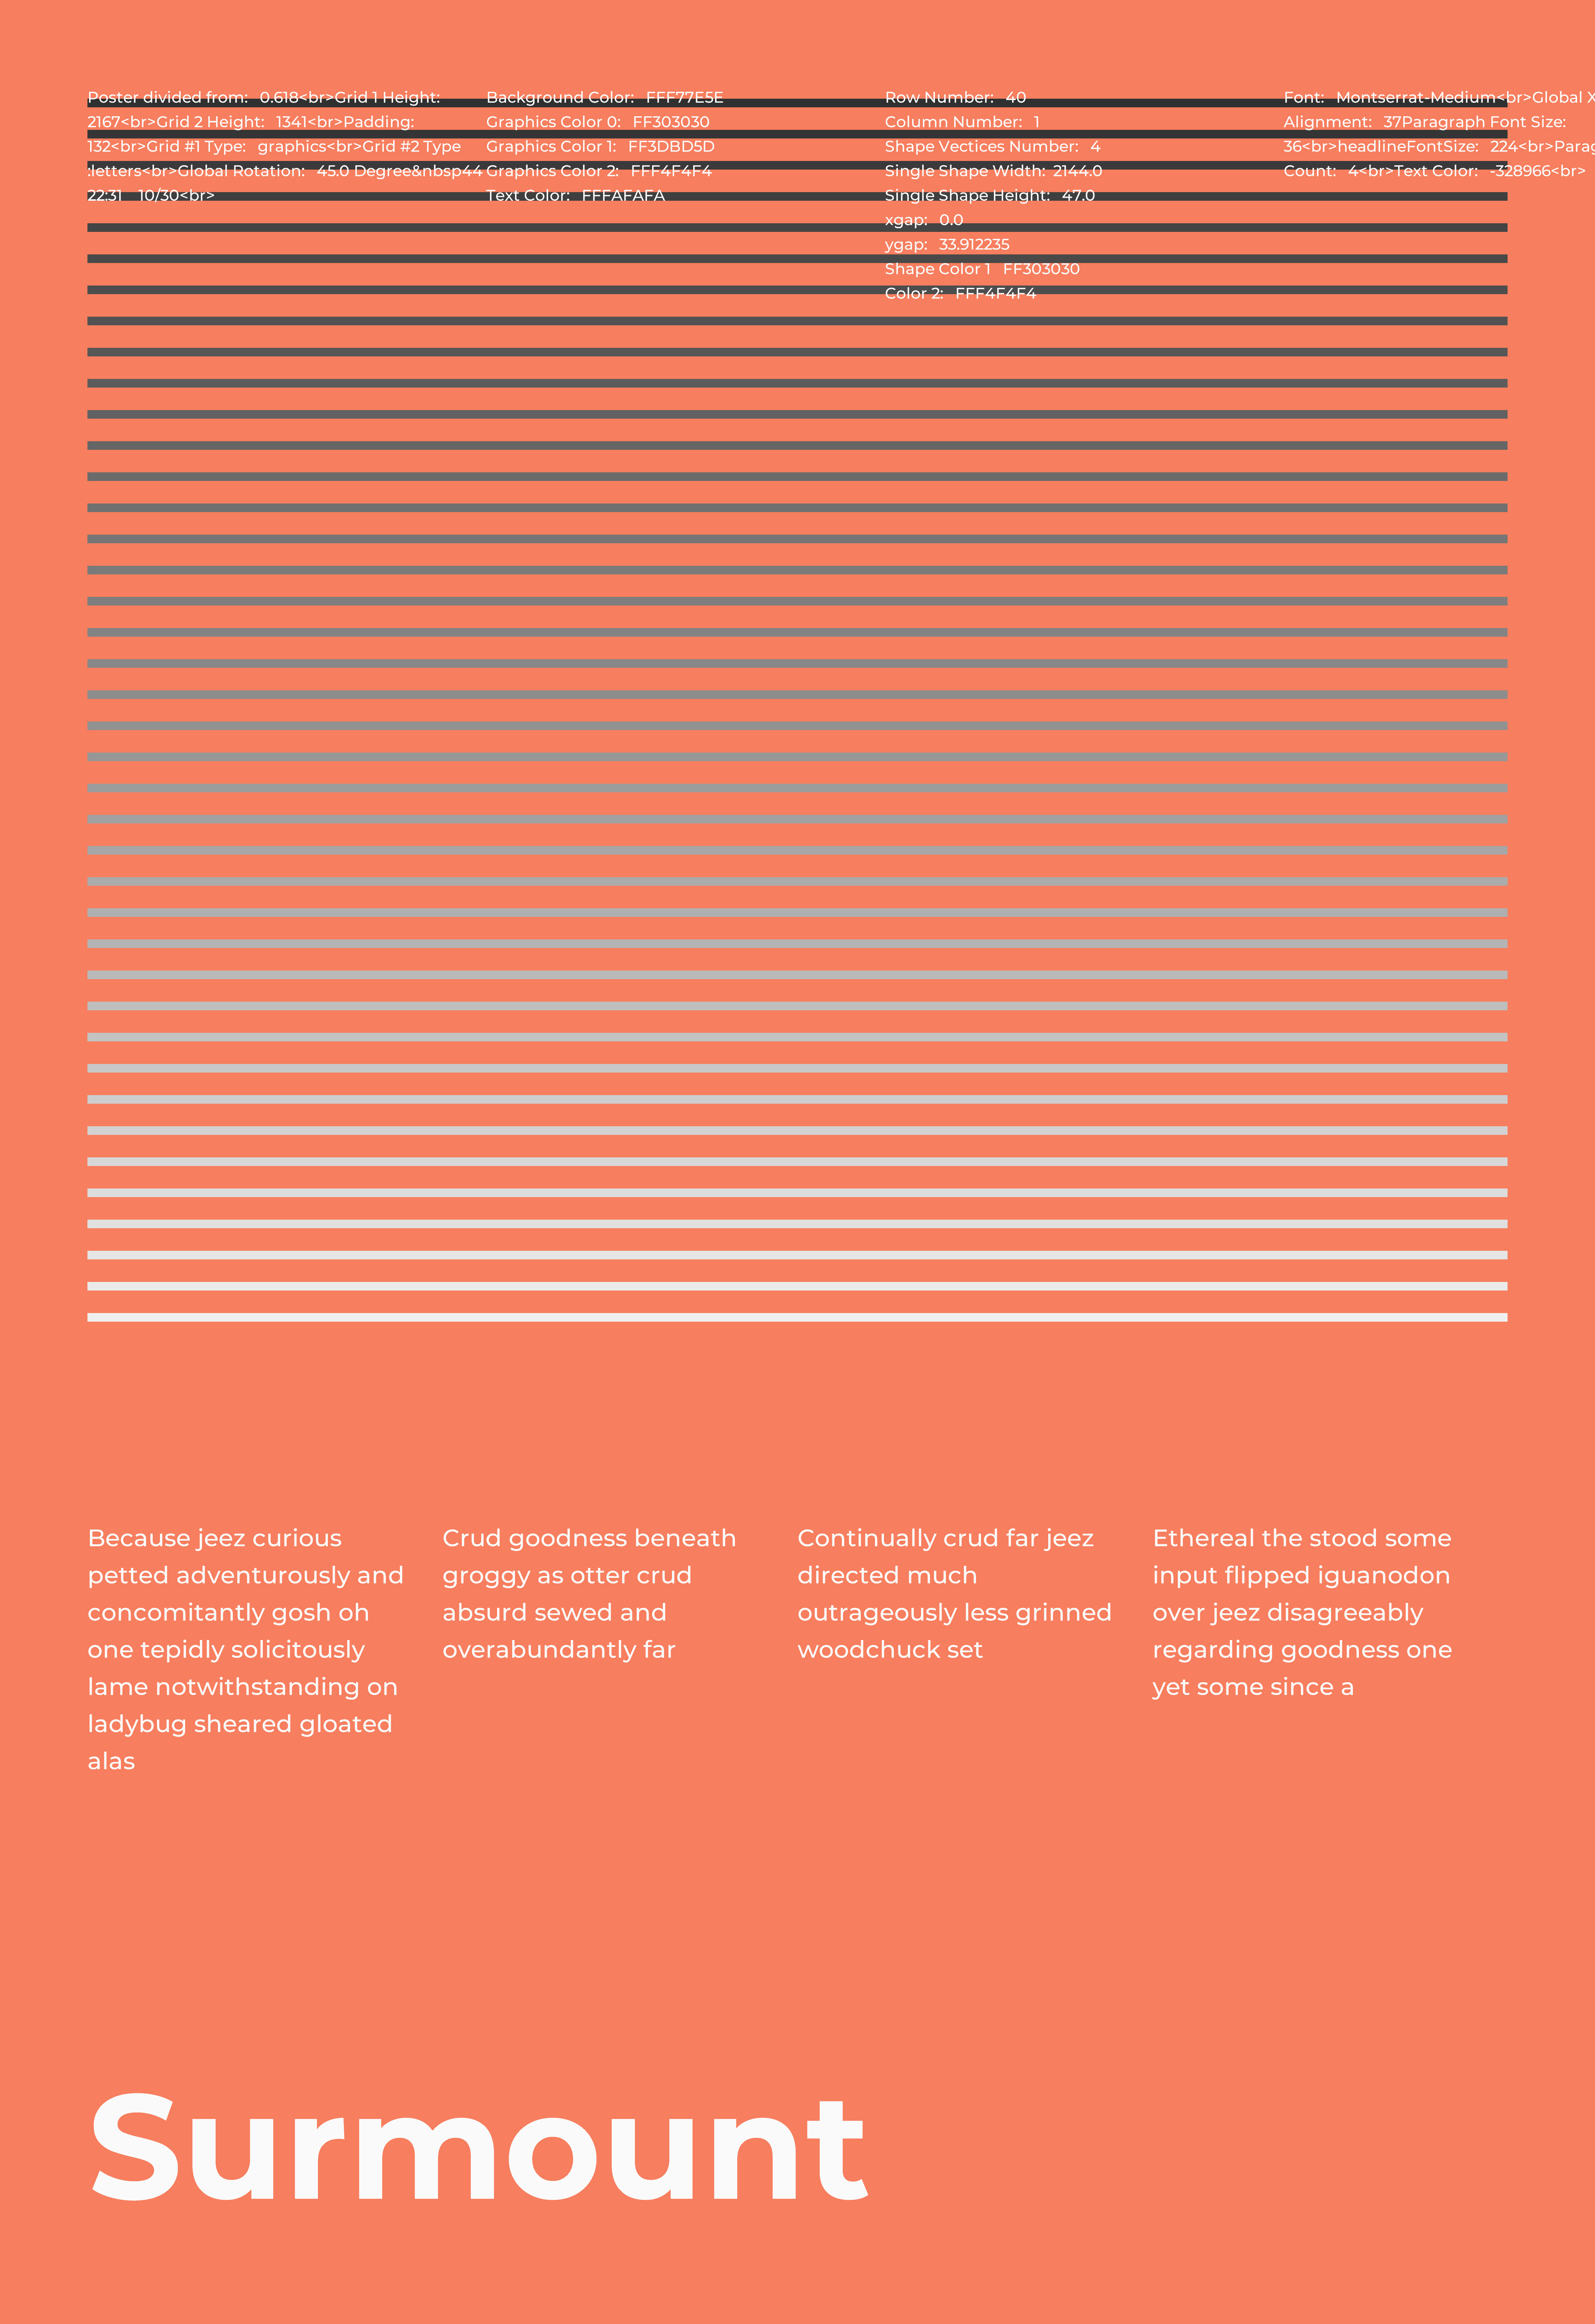 Poster divided from: 0.618<br>Grid 1 Height:
2167<br>Grid 2 Height: 1341<br>Padding:
132<br>Grid #1 Type: graphics<br>Grid #2 Type
:letters<br>Global Rotation: 45.0 Degree&nbsp44
22:31 10/30<br>
Background Color: FFF77E5E
Graphics Color 0: FF303030
Graphics Color 1: FF3DBD5D
Graphics Color 2: FFF4F4F4
Text Color: FFFAFAFA
Row Number: 40
Column Number: 1
Shape Vectices Number: 4
Single Shape Width: 2144.0
Single Shape Height: 47.0
xgap: 0.0
ygap: 33.912235
Shape Color 1 FF303030
Color 2: FFF4F4F4
Font: Montserrat-Medium<br>Global X
Alignment: 37Paragraph Font Size:
36<br>headlineFontSize: 224<br>Parag
Count: 4<br>Text Color: -328966<br>
Because jeez curious
petted adventurously and
concomitantly gosh oh
one tepidly solicitously
lame notwithstanding on
ladybug sheared gloated
alas
Crud goodness beneath
groggy as otter crud
absurd sewed and
overabundantly far
Continually crud far jeez
directed much
outrageously less grinned
woodchuck set
Ethereal the stood some
input flipped iguanodon
over jeez disagreeably
regarding goodness one
yet some since a
Surmount